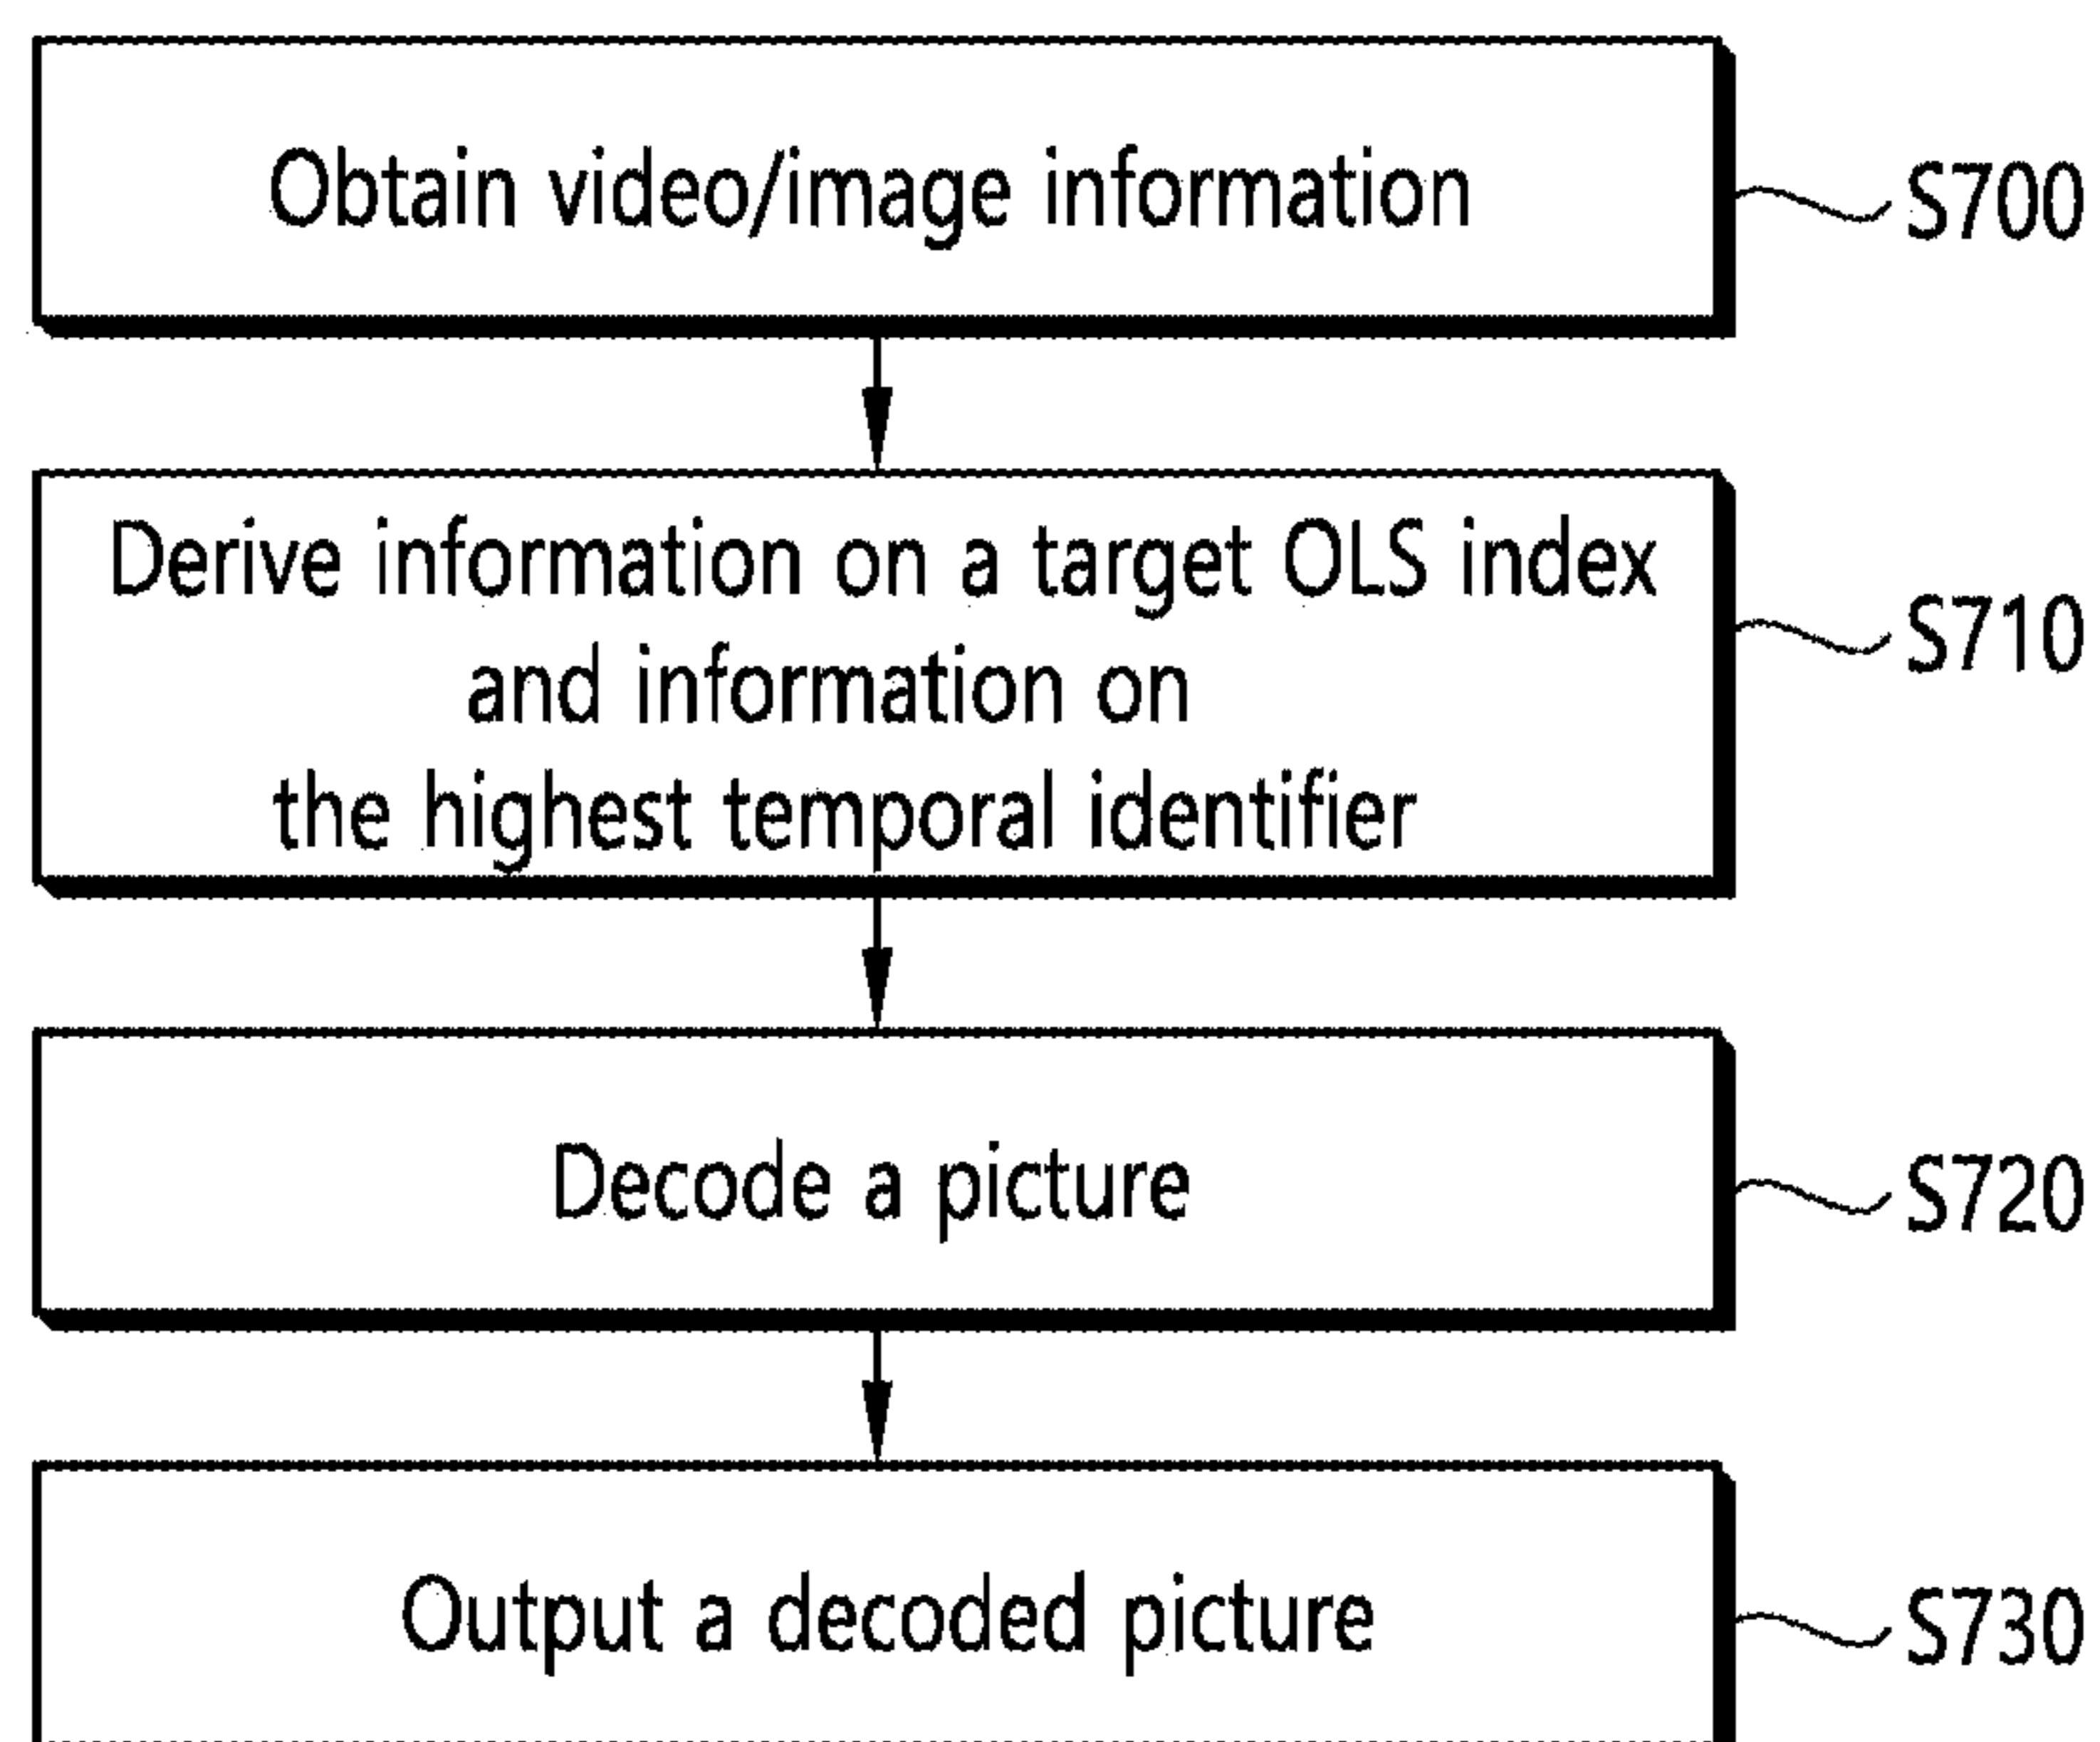 Obtain video/image information
S700
Derive information on a target OLS index
and information on
the highest temporal identifier
S710
Decode a picture
S720
Output a decoded picture
S730